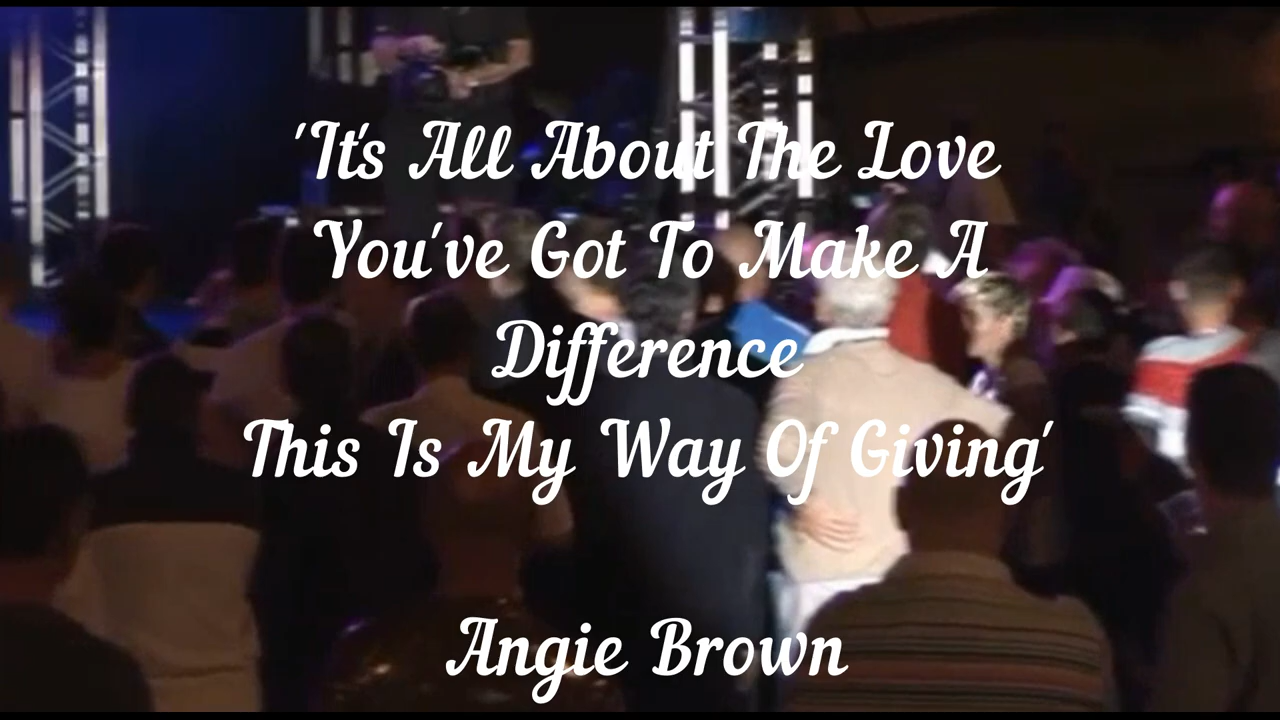 'It's All About The Love
You've Got To Make A
Difference
This Is My Way Of Giving'
Angie Brown